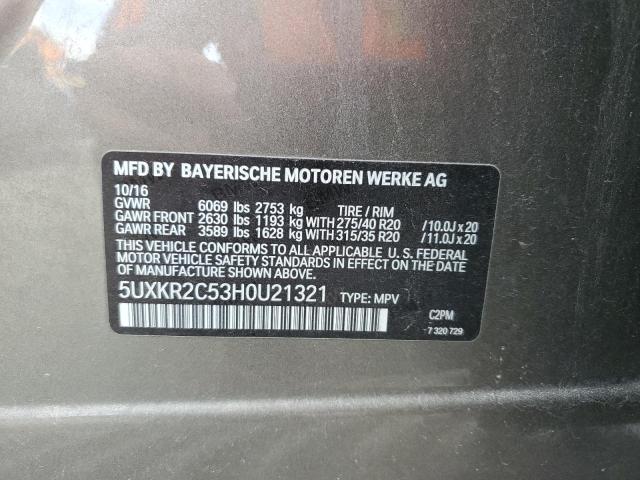 MFD BY BAYERISCHE MOTOREN WERKE AG
10/16
GVWR 6069 lbs 2753 kg TIRE / RIM
GAWR FRONT 2630 lbs 1193 kg WITH 275/40 R20 /10.0J x 20
GAWR REAR 3589 lbs 1628 kg WITH 315/35 R20 /11.0J x 20
THIS VEHICLE CONFORMS TO ALL APPLICABLE U.S. FEDERAL
MOTOR VEHICLE SAFETY STANDARDS IN EFFECT ON THE DATE
OF MANUFACTURE SHOWN ABOVE.
5UXKR2C53H0U21321 TYPE: MPV
C2PM
7 320 729